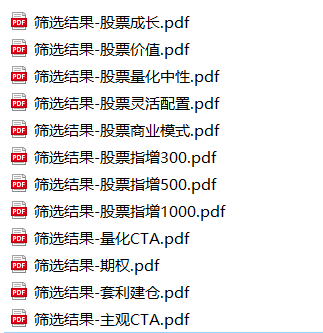 筛选结果-股票成长.pdf
筛选结果-股票价值.pdf
筛选结果-股票量化中性.pdf
筛选结果-股票灵活配置.pdf
筛选结果-股票商业模式.pdf
筛选结果-股票指增300.pdf
筛选结果-股票指增500.pdf
筛选结果-股票指增1000.pdf
筛选结果-量化CTA.pdf
筛选结果-期权.pdf
筛选结果-套利建仓.pdf
筛选结果-主观CTA.pdf